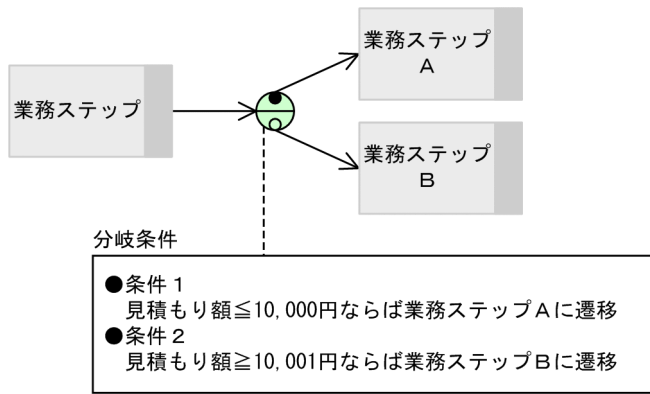 業務ステップ
業務ステップ
A
業務ステップ
B
分岐条件
●条件1
見積もり額≦10,000円ならば業務ステップAに遷移
●条件2
見積もり額≧10,001円ならば業務ステップBに遷移